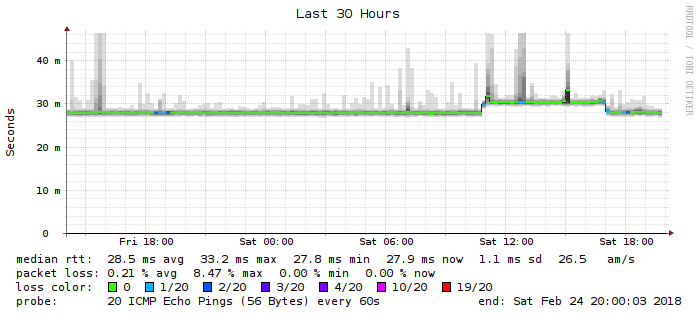 Last 30 Hours
RRDTOOL / TOBI OETIKER
Seconds
40 m
30 m
20 m
10 m
0
Fri 18:00 Sat 00:00 Sat 06:00 Sat 12:00 Sat 18:00
median rtt: 28.5 ms avg 33.2 ms max 27.8 ms min 27.9 ms now 1.1 ms sd 26.5 am/s
packet loss: 0.21 % avg 8.47 % max 0.00 % min 0.00 % now
loss color: 0 1/20 2/20 3/20 4/20 10/20 19/20
probe: 20 ICMP Echo Pings (56 Bytes) every 60s end: Sat Feb 24 20:00:03 2018